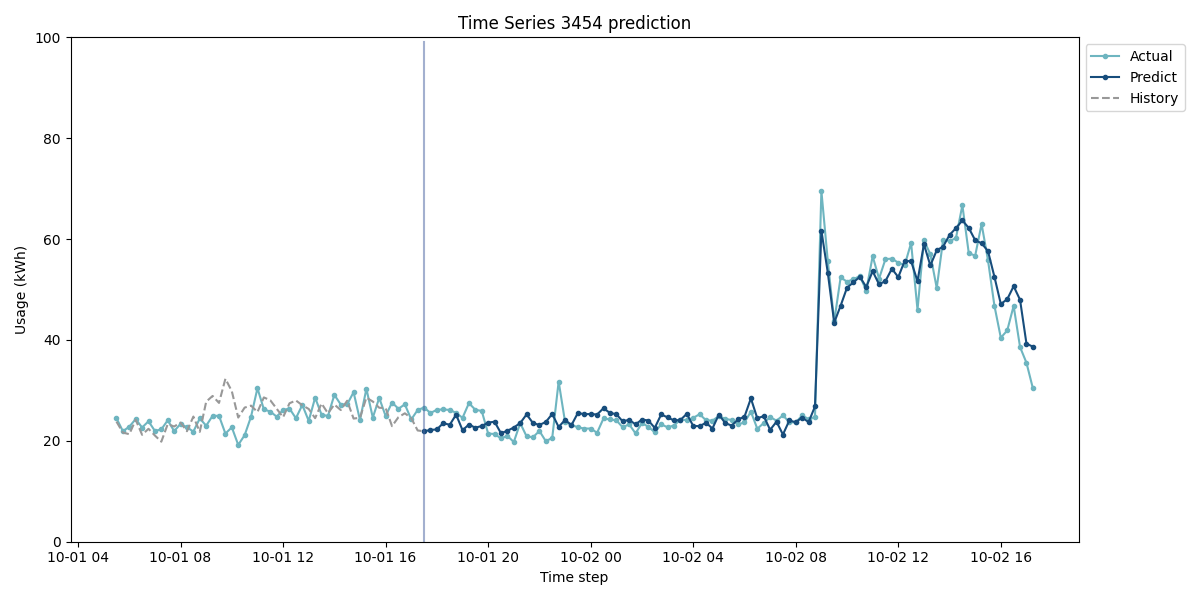 Time Series 3454 prediction
Usage (kWh)
100
80
60
40
20
0
10-01 04
10-01 08
10-01 12
10-01 16
10-01 20
10-02 00
10-02 04
10-02 08
10-02 12
10-02 16
Time step
Actual
Predict
History